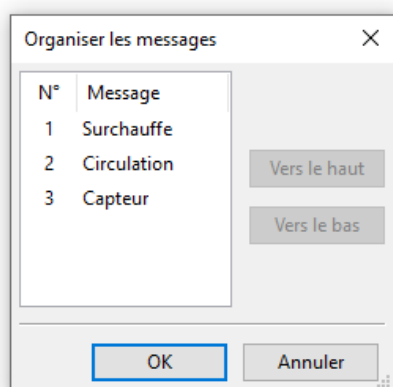 Organiser les messages
N° Message
1 Surchauffe
2 Circulation
3 Capteur
Vers le haut
Vers le bas
OK Annuler